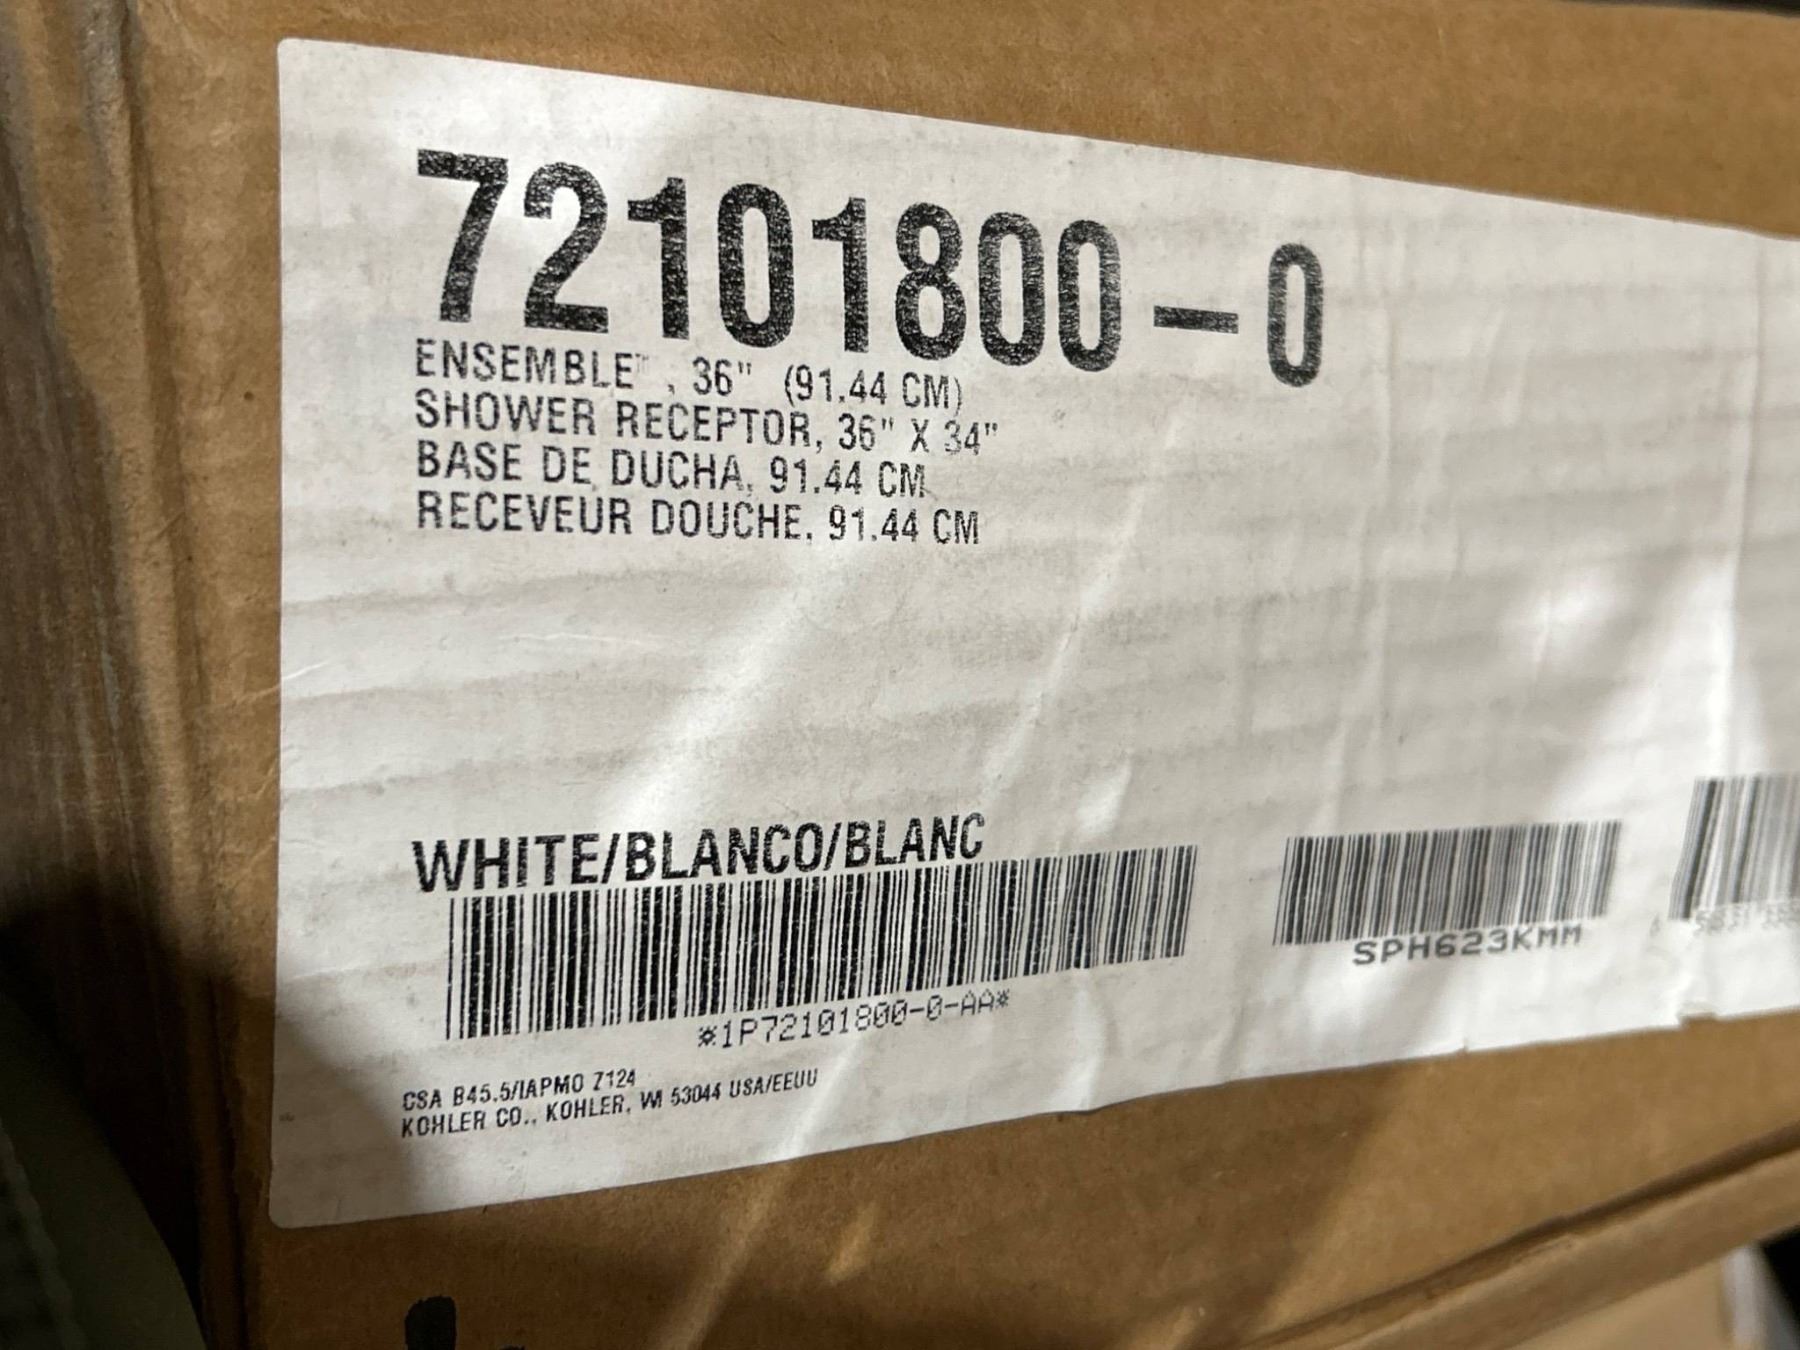 72101800-0
ENSEMBLE™, 36" (91.44 CM)
SHOWER RECEPTOR, 36" X 34"
BASE DE DUCHA, 91.44 CM
RECEVEUR DOUCHE, 91.44 CM
WHITE/BLANCO/BLANC
*1P72101800-0-AA*
SPH623KMM
CSA B45.5/IAPMO Z124
KOHLER CO., KOHLER, WI 53044 USA/EEUU